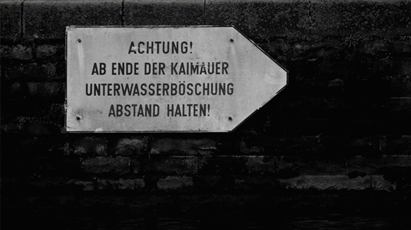 ACHTUNG!
AB ENDE DER KAIMAUER
UNTERWASSERBÖSCHUNG
ABSTAND HALTEN!